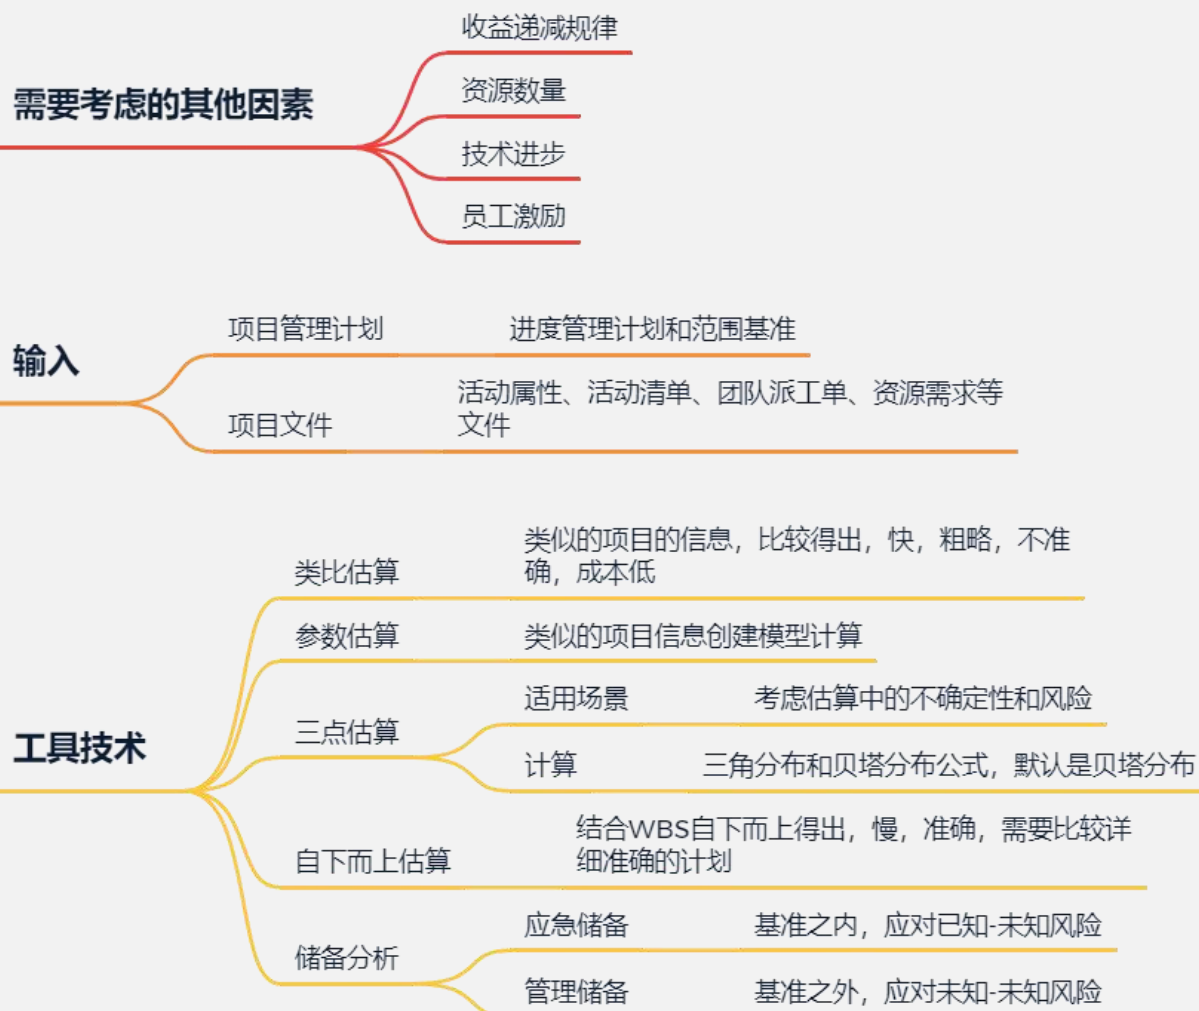 收益递减规律
资源数量
需要考虑的其他因素
技术进步
员工激励
项目管理计划
进度管理计划和范围基准
输入
活动属性、活动清单、团队派工单、资源需求等
文件
项目文件
类似的项目的信息，比较得出，快，粗略，不准
确，成本低
类比估算
参数估算
类似的项目信息创建模型计算
适用场景
考虑估算中的不确定性和风险
三点估算
计算
三角分布和贝塔分布公式，默认是贝塔分布
工具技术
结合WBS自下而上得出，慢，准确，需要比较详
细准确的计划
自下而上估算
应急储备
基准之内，应对已知-未知风险
储备分析
管理储备
基准之外，应对未知-未知风险